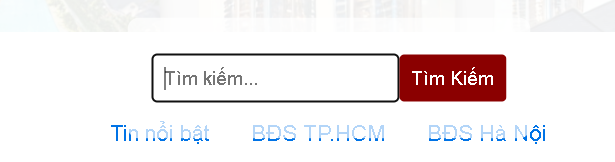 Tìm kiếm... Tìm Kiếm
Tin nổi bật BĐS TP.HCM BĐS Hà Nội